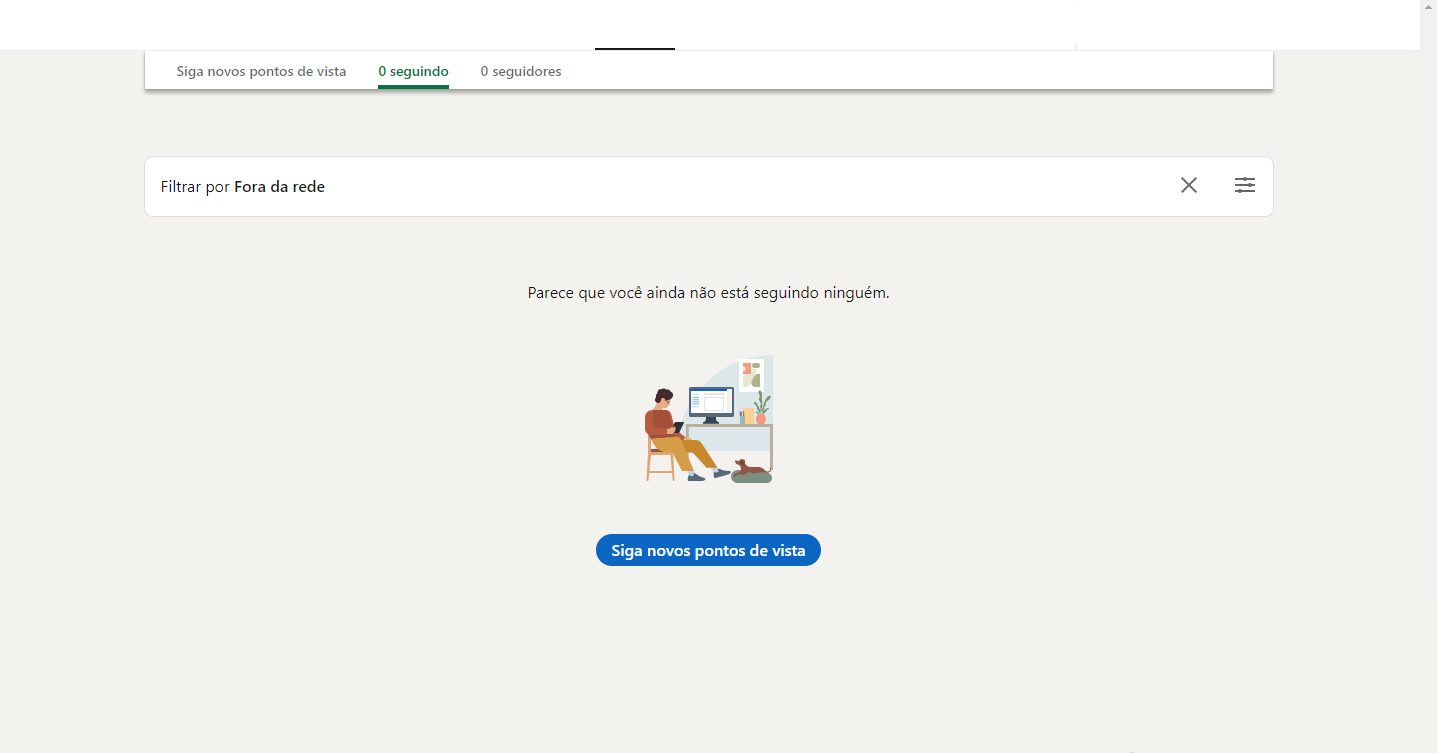 Siga novos pontos de vista
0 seguindo
0 seguidores
Filtrar por Fora da rede
Parece que você ainda não está seguindo ninguém.
Siga novos pontos de vista